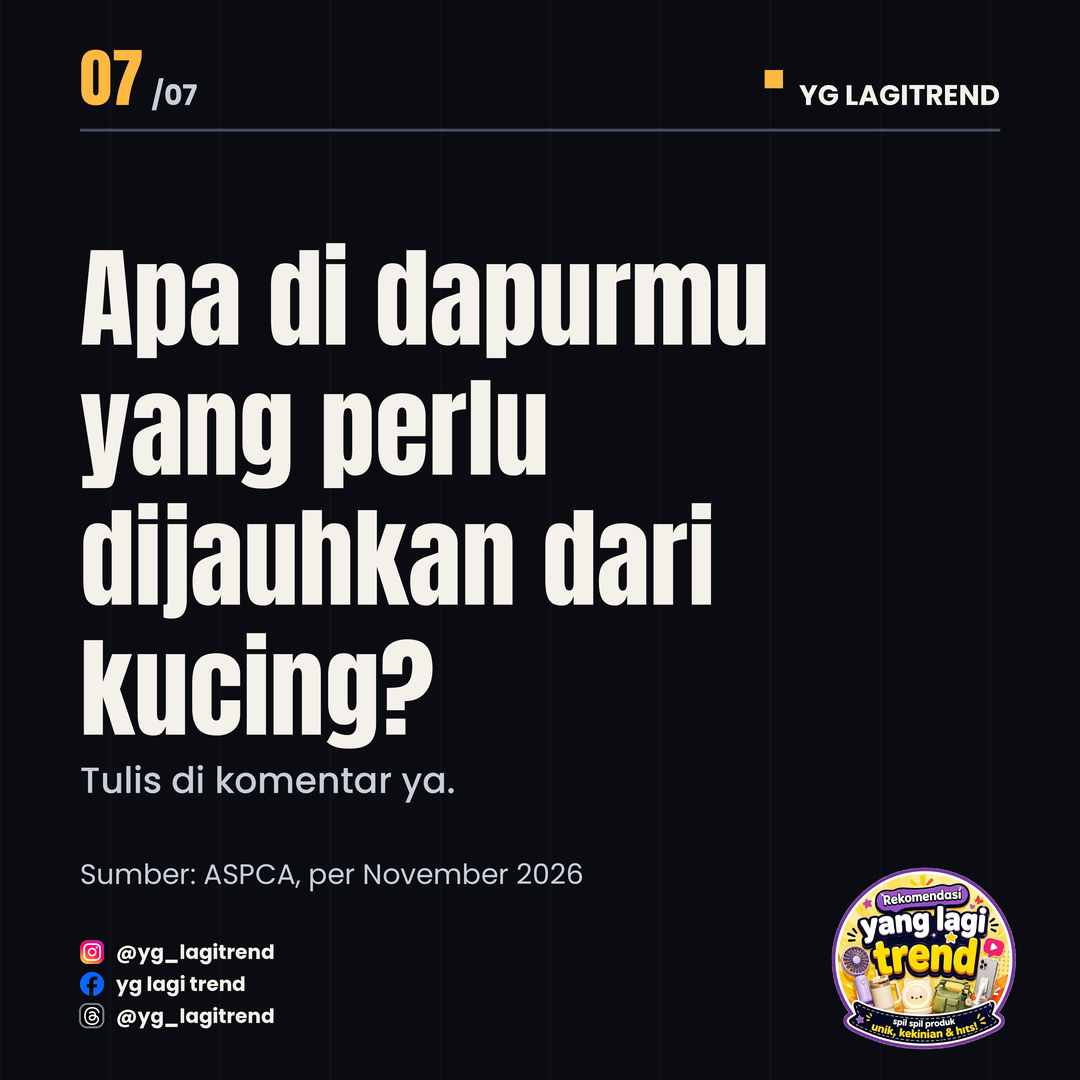 07 /07
YG LAGITREND
Apa di dapurmu
yang perlu
dijauhkan dari
kucing?
Tulis di komentar ya.
Sumber: ASPCA, per November 2026
@yg_lagitrend
yg lagi trend
@yg_lagitrend
Rekomendasi
yang lagi
trend
spil spil produk
unik, kekinian & hits!